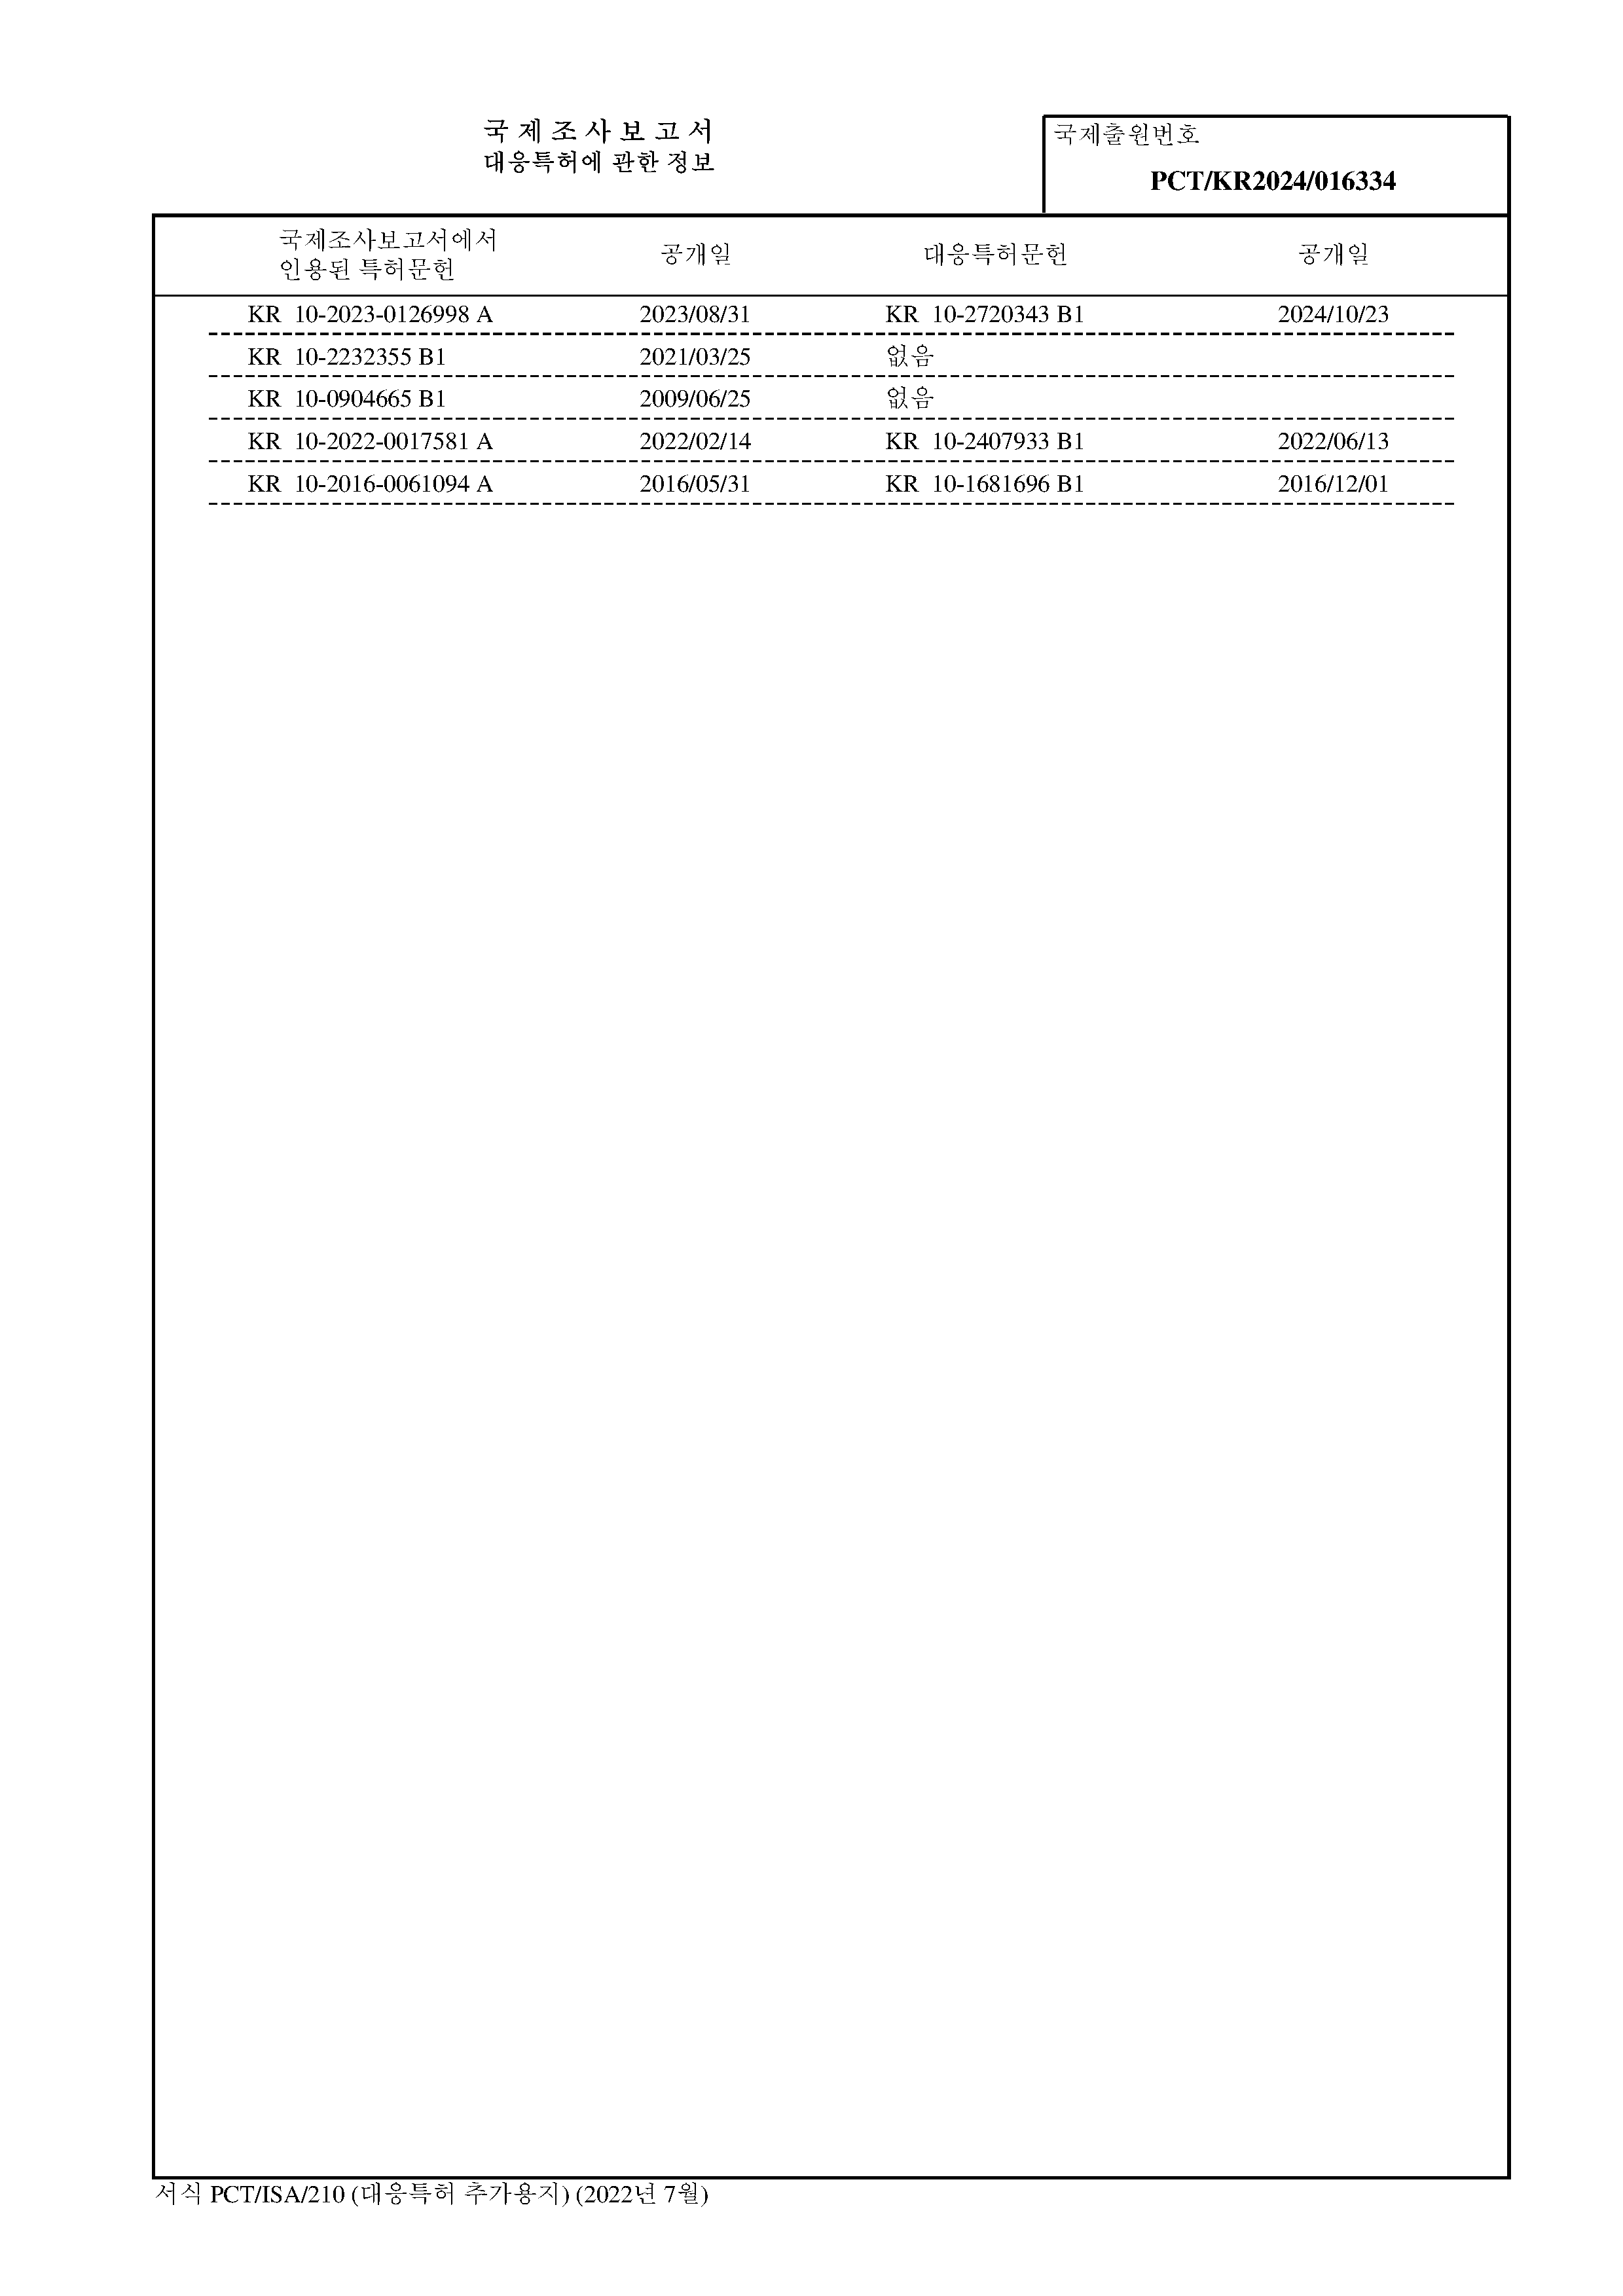 국 제 조 사 보 고 서
대응특허에 관한 정보
국제출원번호
PCT/KR2024/016334
국제조사보고서에서
인용된 특허문헌
공개일
대응특허문헌
공개일
KR 10-2023-0126998 A 2023/08/31 KR 10-2720343 B1 2024/10/23
KR 10-2232355 B1 2021/03/25 없음
KR 10-0904665 B1 2009/06/25 없음
KR 10-2022-0017581 A 2022/02/14 KR 10-2407933 B1 2022/06/13
KR 10-2016-0061094 A 2016/05/31 KR 10-1681696 B1 2016/12/01
서식 PCT/ISA/210 (대응특허 추가용지) (2022년 7월)